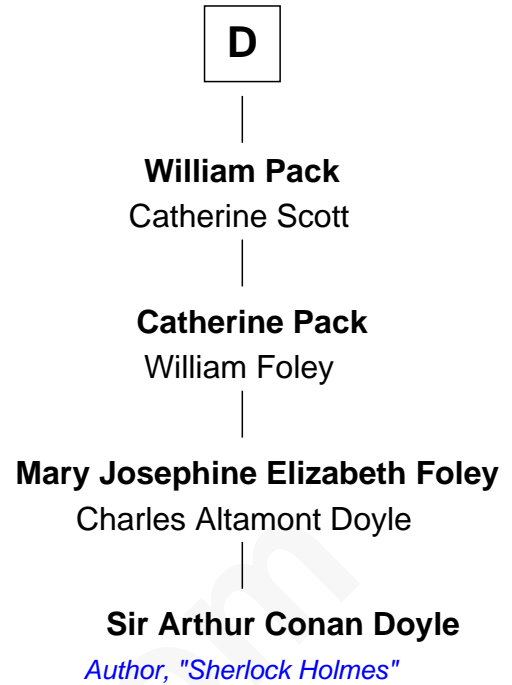 D
William Pack
Catherine Scott
Catherine Pack
William Foley
Mary Josephine Elizabeth Foley
Charles Altamont Doyle
Sir Arthur Conan Doyle
Author, "Sherlock Holmes"